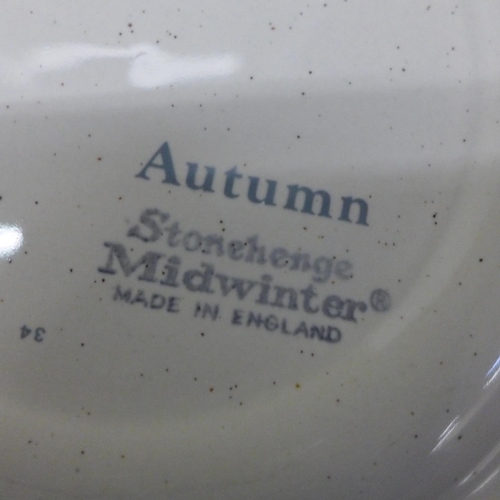 Autumn
Stonehenge
Midwinter®
MADE IN ENGLAND
34